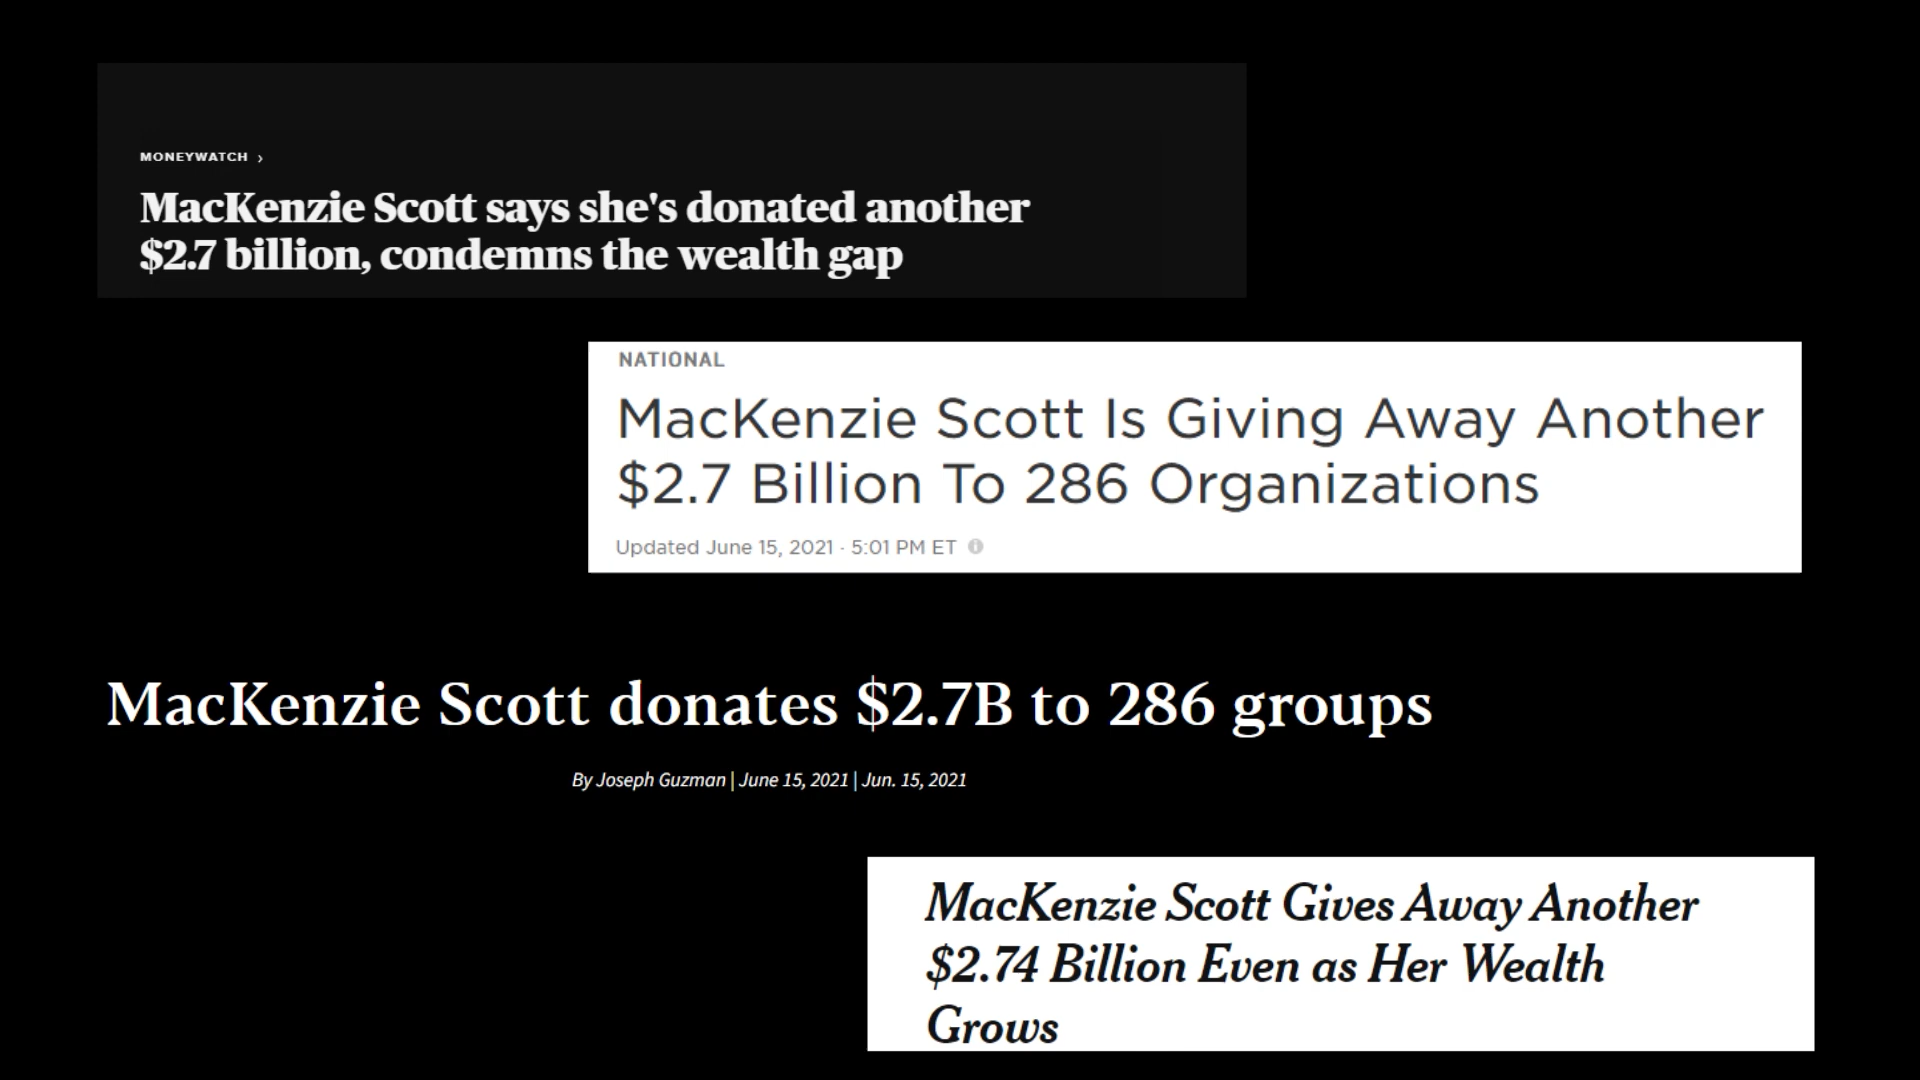 MONEYWATCH ›
MacKenzie Scott says she's donated another
$2.7 billion, condemns the wealth gap
NATIONAL
MacKenzie Scott Is Giving Away Another
$2.7 Billion To 286 Organizations
Updated June 15, 2021 · 5:01 PM ET
MacKenzie Scott donates $2.7B to 286 groups
By Joseph Guzman | June 15, 2021 | Jun. 15, 2021
MacKenzie Scott Gives Away Another
$2.74 Billion Even as Her Wealth
Grows